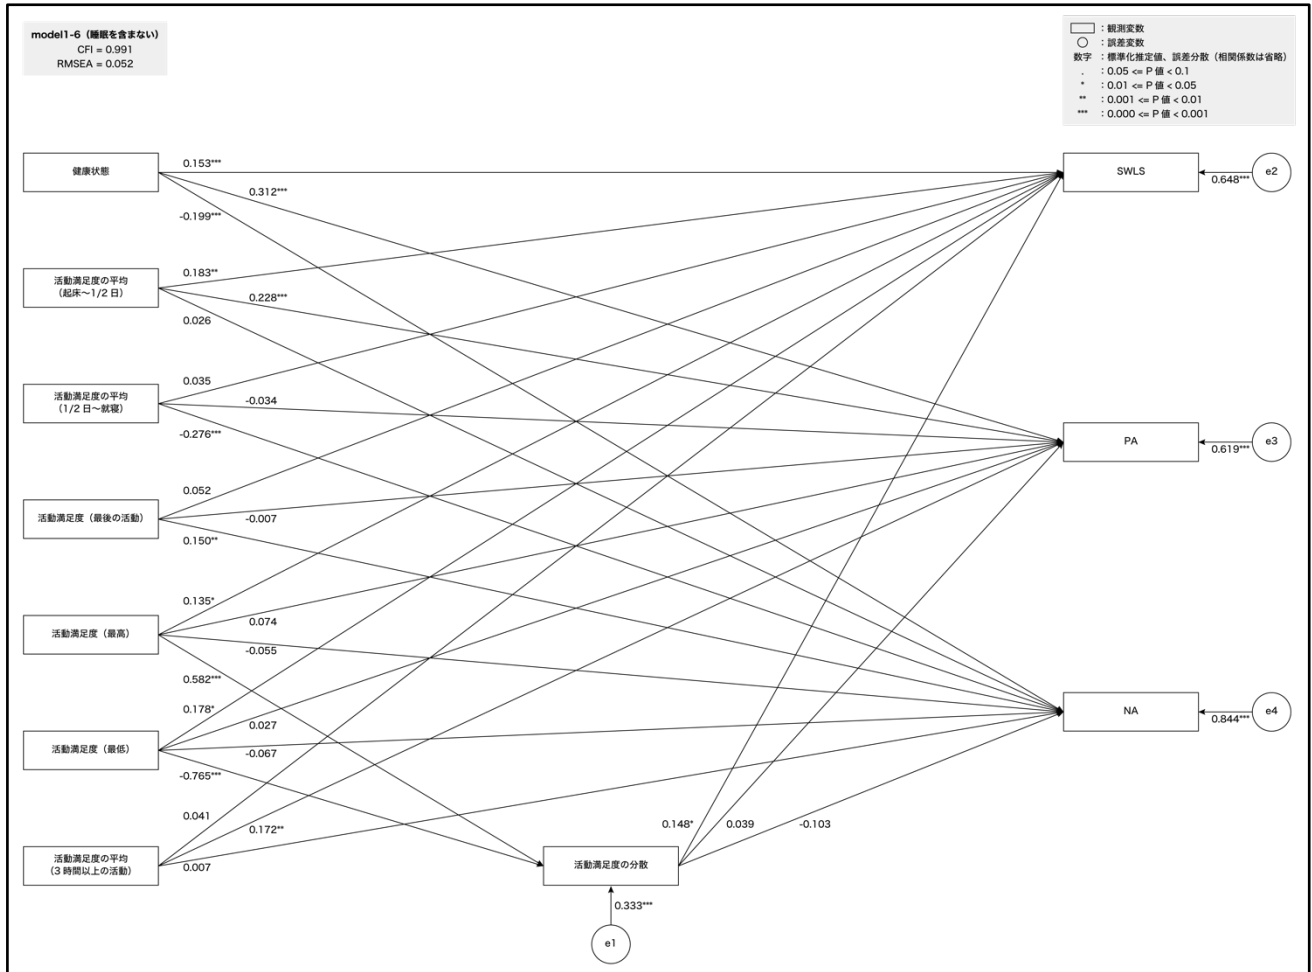 model1-6（睡眠を含まない）
CFI = 0.991
RMSEA = 0.052
：観測変数
：誤差変数
数字 ：標準化推定値、誤差分散（相関係数は省略）
. ：0.05 <= P 値 < 0.1
* ：0.01 <= P 値 < 0.05
** ：0.001 <= P 値 < 0.01
*** ：0.000 <= P 値 < 0.001
健康状態
0.153***
0.312***
-0.199***
SWLS
0.648***
e2
活動満足度の平均
（起床〜1/2 日）
0.183**
0.228***
0.026
活動満足度の平均
（1/2 日〜就寝）
0.035
-0.034
-0.276***
PA
0.619***
e3
活動満足度（最後の活動）
0.052
-0.007
0.150**
活動満足度（最高）
0.135*
0.074
-0.055
0.582***
NA
0.844***
e4
活動満足度（最低）
0.178*
0.027
-0.067
-0.765***
活動満足度の平均
（3 時間以上の活動）
0.041
0.172**
0.007
活動満足度の分散
0.148*
0.039
-0.103
0.333***
e1